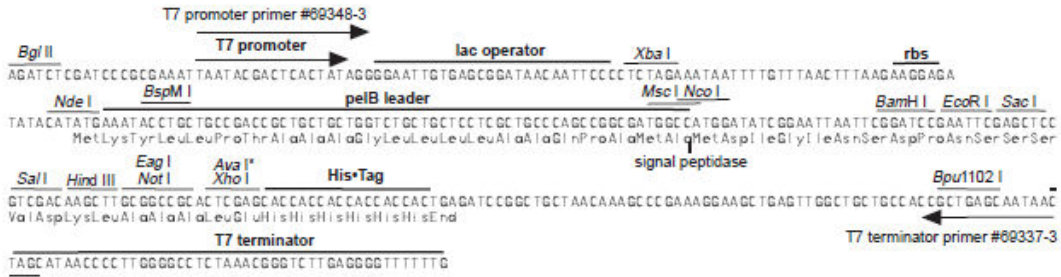 T7 promoter primer #69348-3
Bgl II T7 promoter lac operator Xba I rbs
AGATCTCGATCCCGCGAAATTAATACGACTCACTATAGGGGAATTGTGAGCGGATAACAATTCCCCTCTAGAAATAATTTTGTTTAACTTTAAGAAGGAGA
Nde I BspM I pelB leader Msc I Nco I BamH I EcoR I Sac I
TATACATATGAAATACCTGCTGCCGACCGCTGCTGCTGGTCTGCTGCTCCTCGCTGCCCAGCCGGCGATGGCCATGGATATCGGAATTAATTCGGATCCGAATTCGAGCTCC
MetLysTyrLeuLeuProThrAlaAlaAlaGlyLeuLeuLeuLeuAlaAlaGlnProAlaMetAlaMetAspIleGlyIleAsnSerAspProAsnSerSerSer
signal peptidase
Sal I Hind III Eag I Not I Ava I* Xho I His•Tag Bpu1102 I
GTCGACAAGCTTGCGGCCGCACTCGAGCACCACCACCACCACCACTGAGATCCGGCTGCTAACAAAGCCCGAAAGGAAGCTGAGTTGGCTGCTGCCACCGCTGAGCAATAAC
ValAspLysLeuAlaAlaAlaLeuGluHisHisHisHisHisHisEnd
T7 terminator T7 terminator primer #69337-3
TAGCATAACCCCTTGGGGCCTCTAAACGGGTCTTGAGGGGTTTTTTG